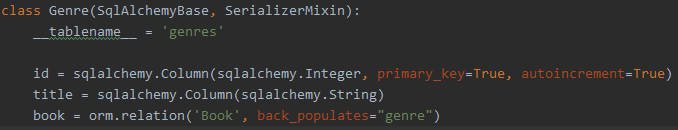 class Genre(SqlAlchemyBase, SerializerMixin):
__tablename__ = 'genres'
id = sqlalchemy.Column(sqlalchemy.Integer, primary_key=True, autoincrement=True)
title = sqlalchemy.Column(sqlalchemy.String)
book = orm.relation('Book', back_populates="genre")